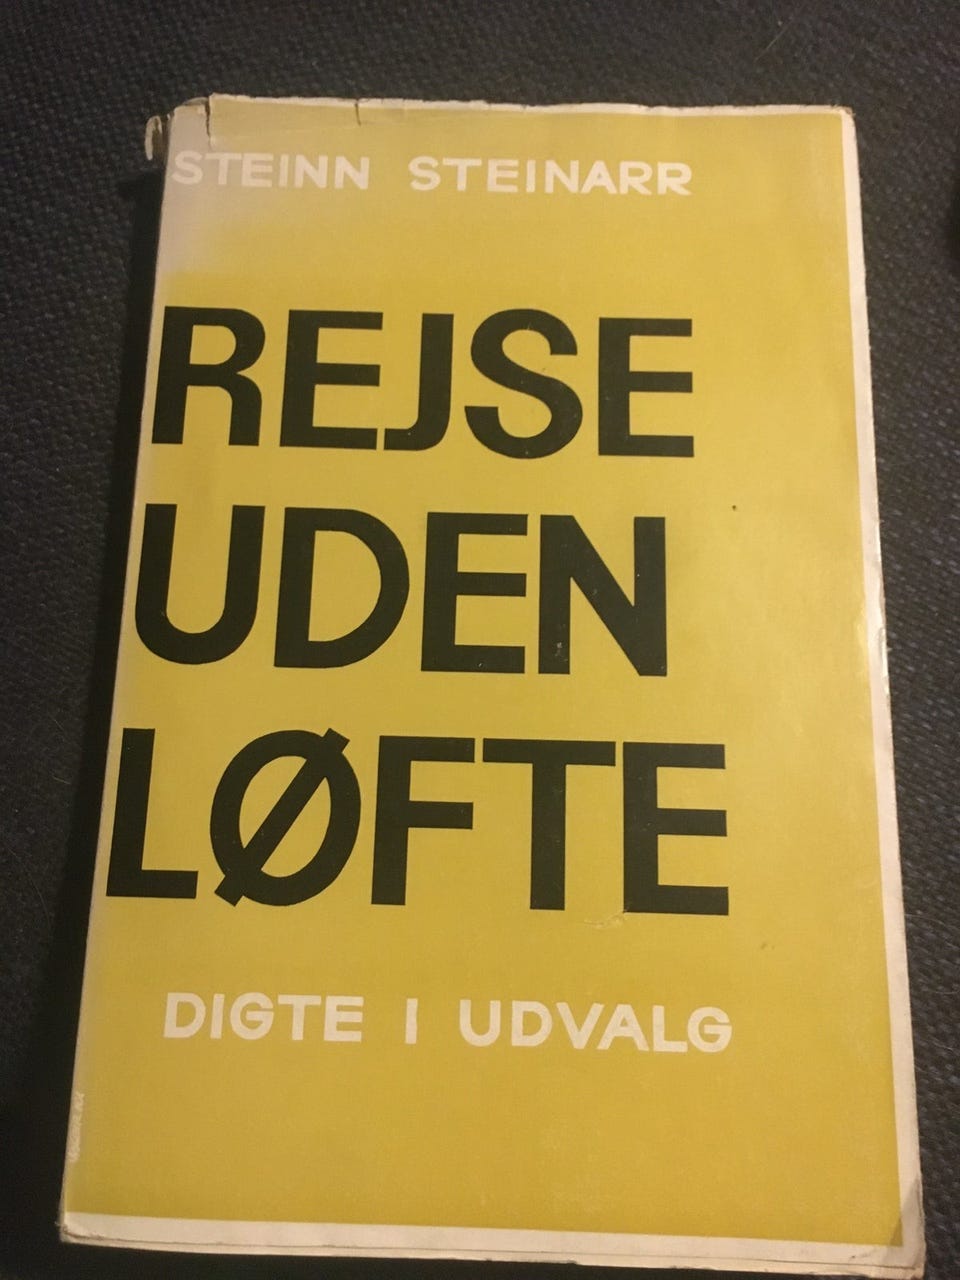 STEINN STEINARR
REJSE
UDEN
LØFTE
DIGTE I UDVALG